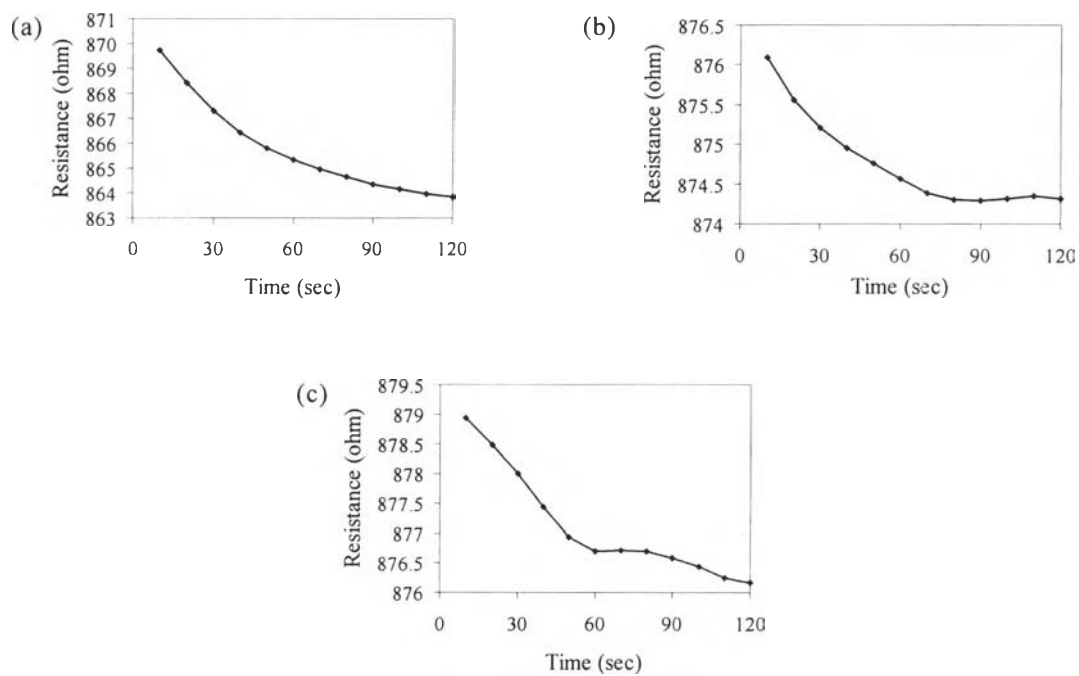 (a)
Resistance (ohm)
871
870
869
868
867
866
865
864
863
0 30 60 90 120
Time (sec)
(b)
Resistance (ohm)
876.5
876
875.5
875
874.5
874
0 30 60 90 120
Time (sec)
(c)
Resistance (ohm)
879.5
879
878.5
878
877.5
877
876.5
876
0 30 60 90 120
Time (sec)